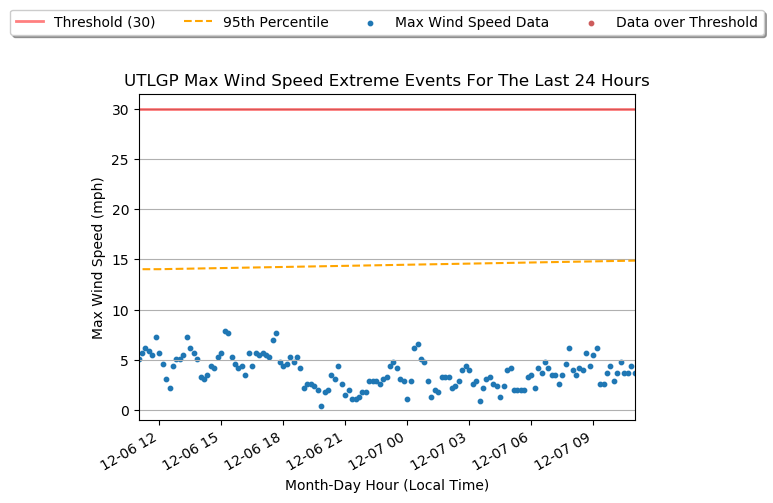 Threshold (30) 95th Percentile Max Wind Speed Data Data over Threshold
UTLGP Max Wind Speed Extreme Events For The Last 24 Hours
30
25
20
15
10
5
0
Max Wind Speed (mph)
12-06 12 12-06 15 12-06 18 12-06 21 12-07 00 12-07 03 12-07 06 12-07 09
Month-Day Hour (Local Time)